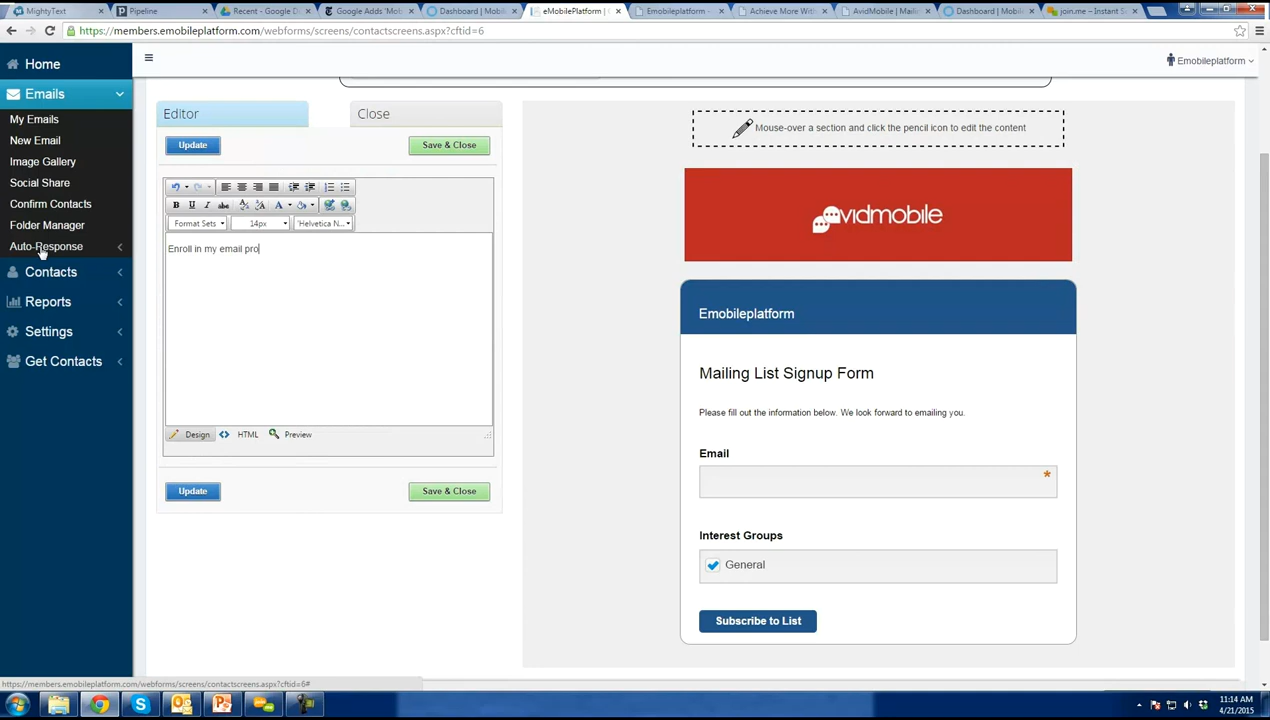 MightyText
Pipeline
Recent - Google D
Google Adds 'Mob
Dashboard | Mobi
eMobilePlatform |
Emobileplatform -
Achieve More With
AvidMobile | Mailin
Dashboard | Mobil
join.me – Instant S
https://members.emobileplatform.com/webforms/screens/contactscreens.aspx?cftid=6
Home
Emobileplatform
Emails
My Emails
New Email
Image Gallery
Social Share
Confirm Contacts
Folder Manager
Auto-Response
Contacts
Reports
Settings
Get Contacts
Editor
Close
Update
Save & Close
Format Sets
14px
'Helvetica N...
Enroll in my email pro
Design
HTML
Preview
Update
Save & Close
Mouse-over a section and click the pencil icon to edit the content
avidmobile
Emobileplatform
Mailing List Signup Form
Please fill out the information below. We look forward to emailing you.
Email
*
Interest Groups
General
Subscribe to List
https://members.emobileplatform.com/webforms/screens/contactscreens.aspx?cftid=6#
11:14 AM
4/21/2015